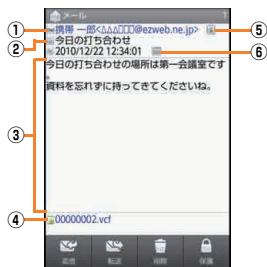 メール
① 携帯 一郎<△△△□□□@ezweb.ne.jp> ⑤
② 今日の打ち合わせ
2010/12/22 12:34:01 ⑥
③ 今日の打ち合わせの場所は第一会議室です
。
資料を忘れずに持ってきてくださいね。
④ 00000002.vcf
返信 転送 削除 保護